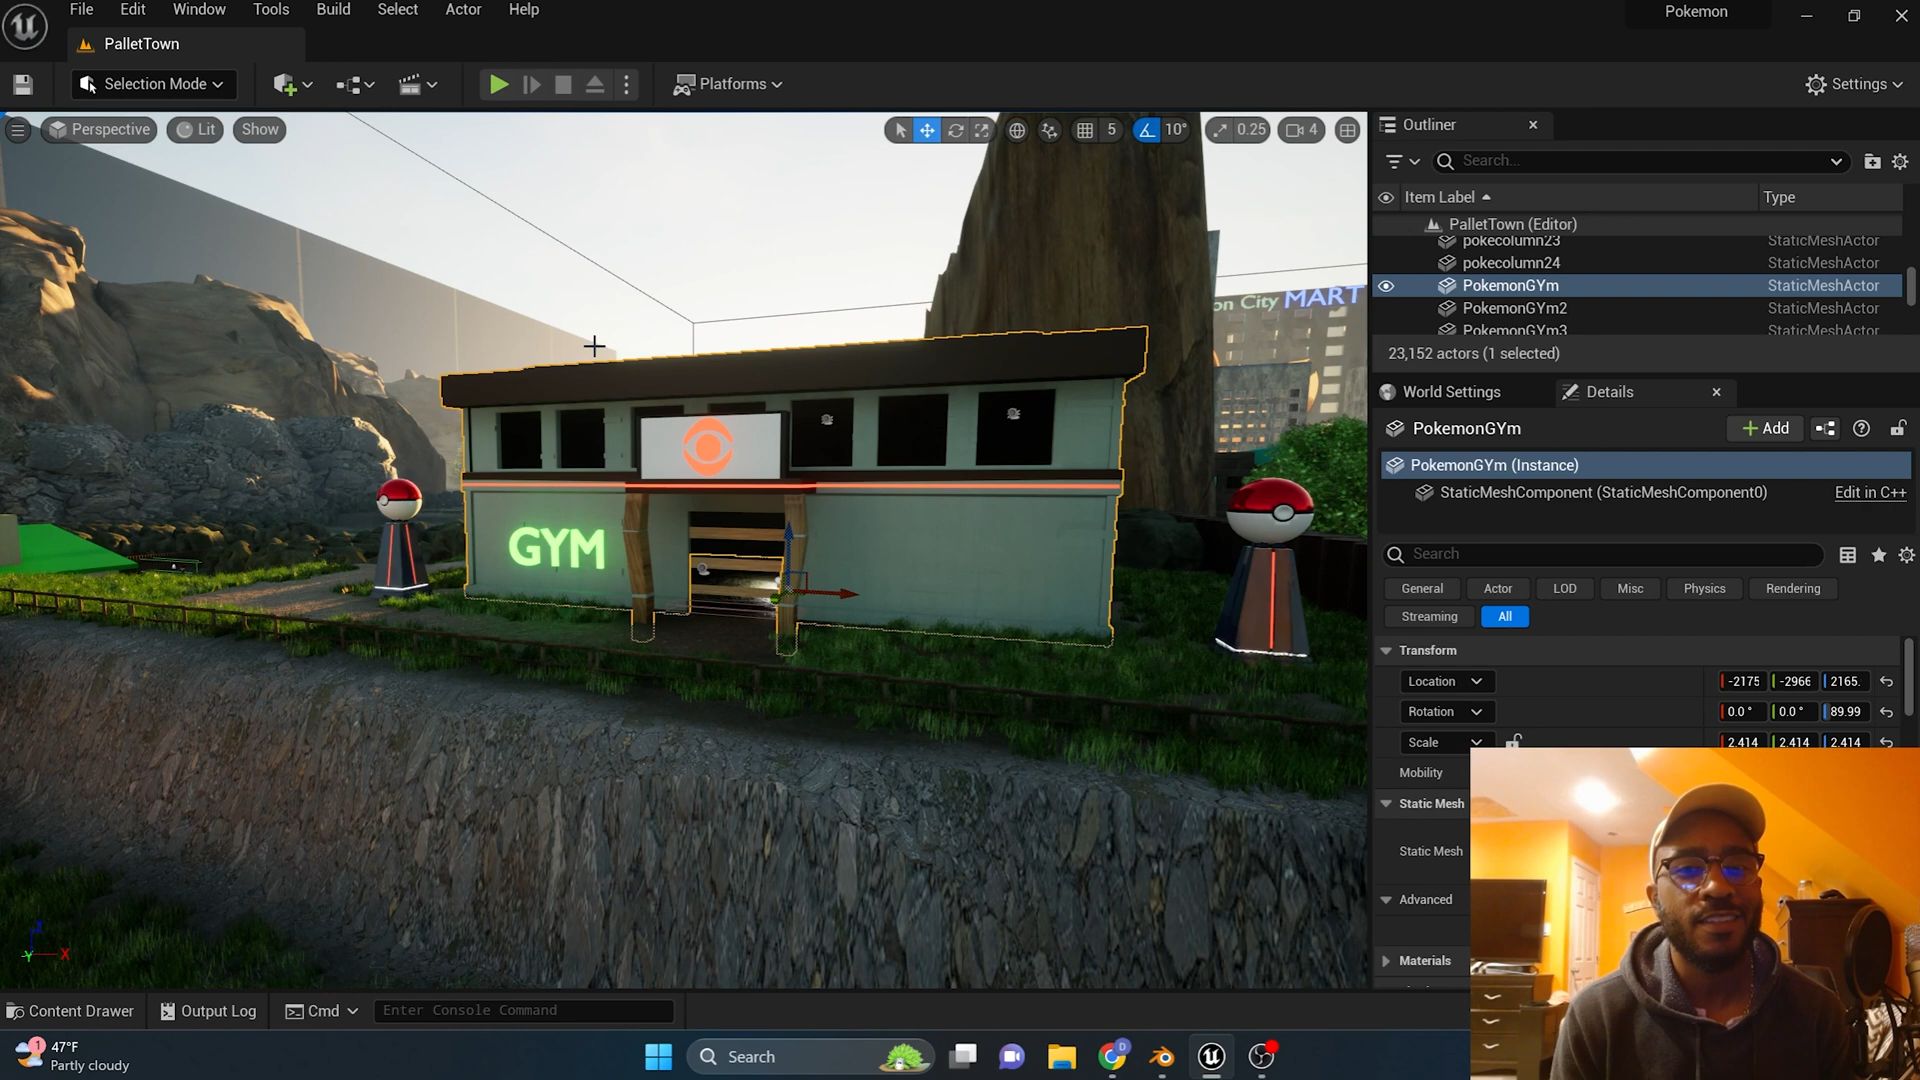 File Edit Window Tools Build Select Actor Help
Pokemon
PalletTown
Selection Mode
Platforms
Settings
Perspective
Lit
Show
5
10°
0.25
4
Outliner
Search...
Item Label
Type
PalletTown (Editor)
pokecolumn23 StaticMeshActor
pokecolumn24 StaticMeshActor
PokemonGYm StaticMeshActor
PokemonGYm2 StaticMeshActor
PokemonGYm3 StaticMeshActor
23,152 actors (1 selected)
on City MART
GYM
World Settings
Details
PokemonGYm
Add
PokemonGYm (Instance)
StaticMeshComponent (StaticMeshComponent0)
Edit in C++
Search
General Actor LOD Misc Physics Rendering
Streaming All
Transform
Location -2175 -2966 2165.
Rotation 0.0° 0.0° 89.99
Scale 2.414 2.414 2.414
Mobility
Static Mesh
Static Mesh
Advanced
Materials
X
Content Drawer
Output Log
Cmd
Enter Console Command
1
47°F
Partly cloudy
Search
D